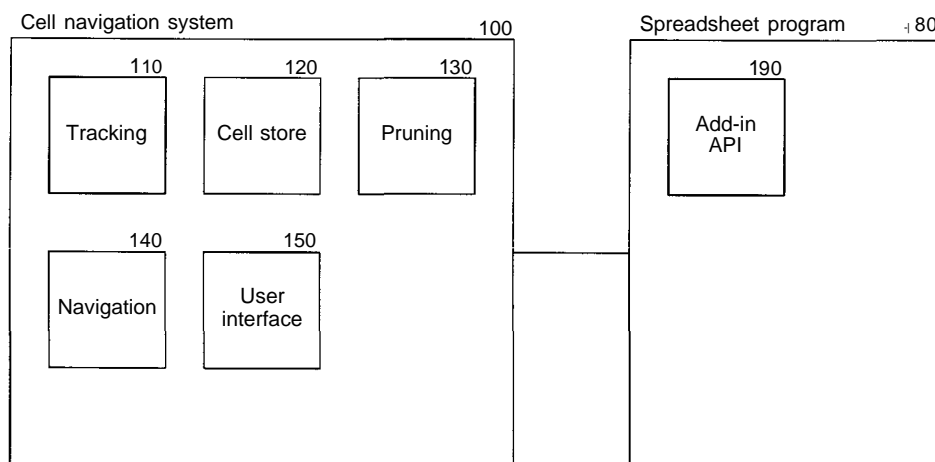 Cell navigation system
100
Spreadsheet program
180
110
120
130
190
Tracking
Cell store
Pruning
Add-in
API
140
150
Navigation
User
interface